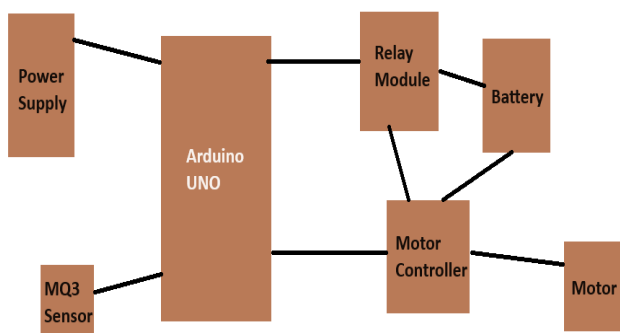 Power
Supply
Arduino
UNO
Relay
Module
Battery
MQ3
Sensor
Motor
Controller
Motor